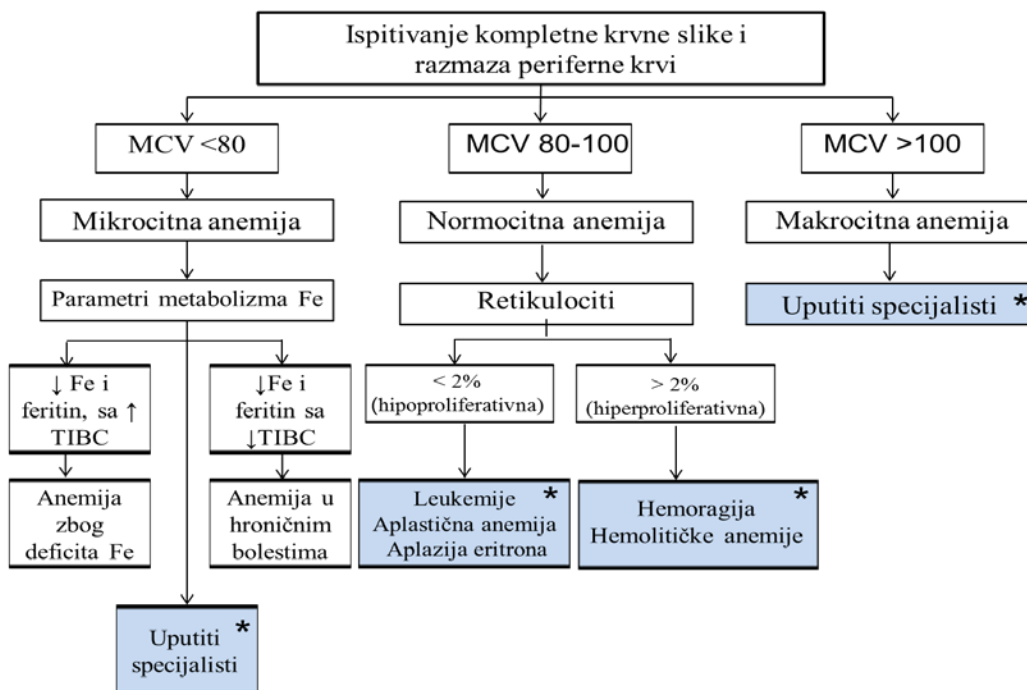 Ispitivanje kompletne krvne slike i
razmaza periferne krvi
MCV <80
MCV 80-100
MCV >100
Mikrocitna anemija
Normocitna anemija
Makrocitna anemija
Parametri metabolizma Fe
Retikulociti
Uputiti specijalisti *
↓ Fe i
feritin, sa ↑
TIBC
↓Fe i
feritin sa
↓TIBC
< 2%
(hipoproliferativna)
> 2%
(hiperproliferativna)
Anemija
zbog
deficita Fe
Anemija u
hroničnim
bolestima
Leukemije *
Aplastična anemija
Aplazija eritrona
Hemoragija *
Hemolitičke anemije
Uputiti *
specijalisti